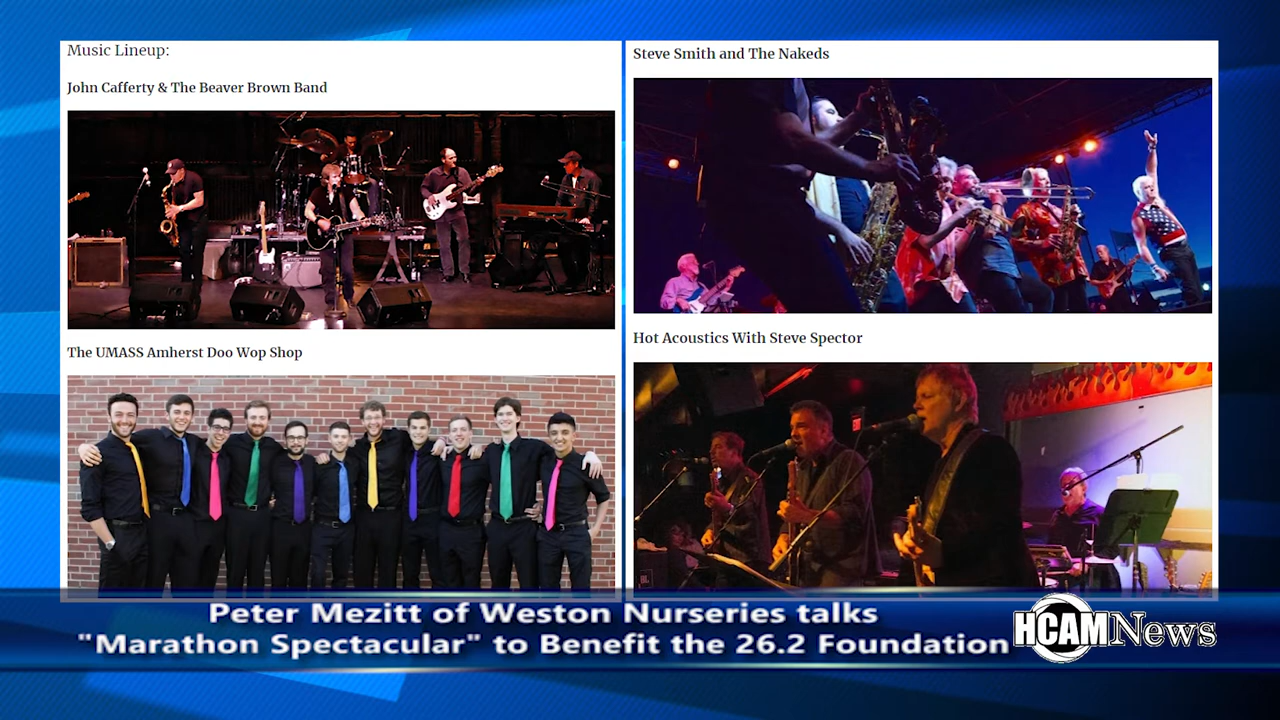 Music Lineup:
John Cafferty & The Beaver Brown Band
The UMASS Amherst Doo Wop Shop
Steve Smith and The Nakeds
Hot Acoustics With Steve Spector
Peter Mezitt of Weston Nurseries talks
"Marathon Spectacular" to Benefit the 26.2 Foundation
HCAM News